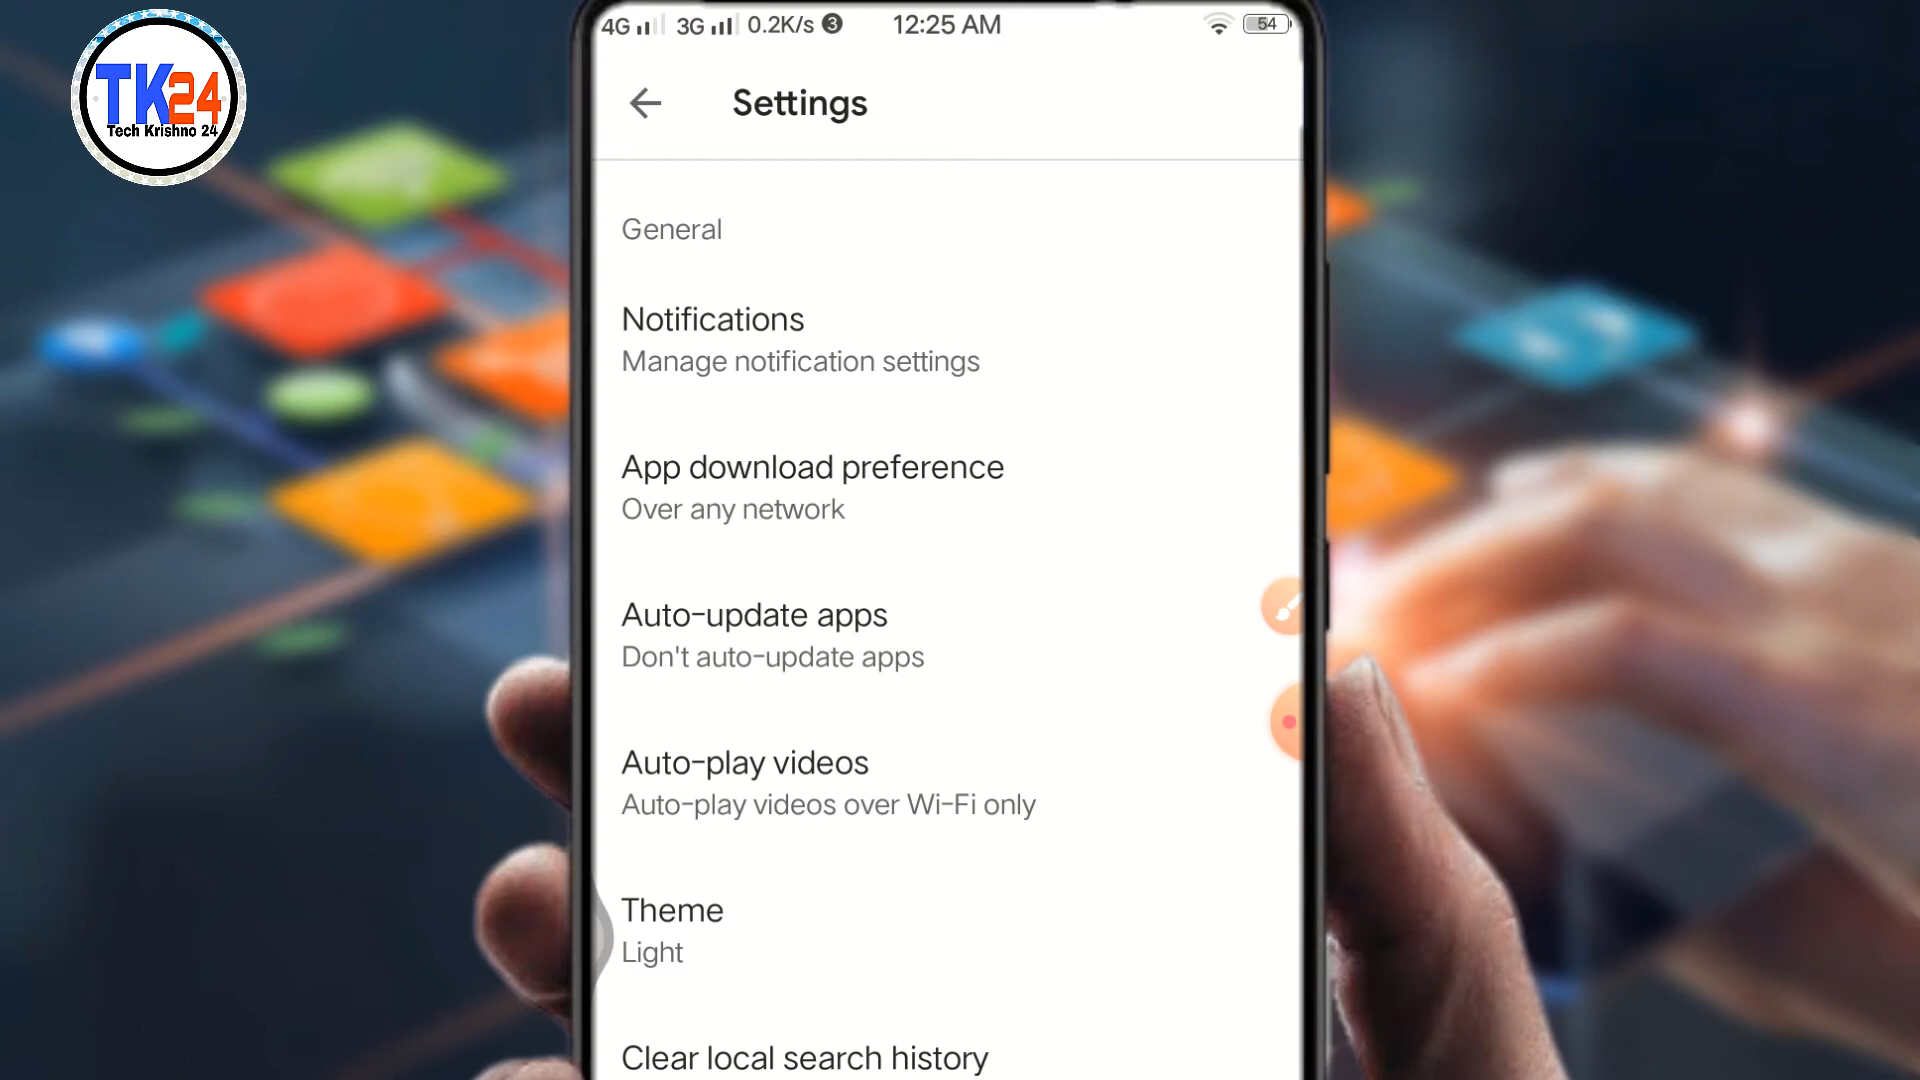 TK24
Tech Krishno 24
4G 3G 0.2K/s 3 12:25 AM 54
Settings
General
Notifications
Manage notification settings
App download preference
Over any network
Auto-update apps
Don't auto-update apps
Auto-play videos
Auto-play videos over Wi-Fi only
Theme
Light
Clear local search history